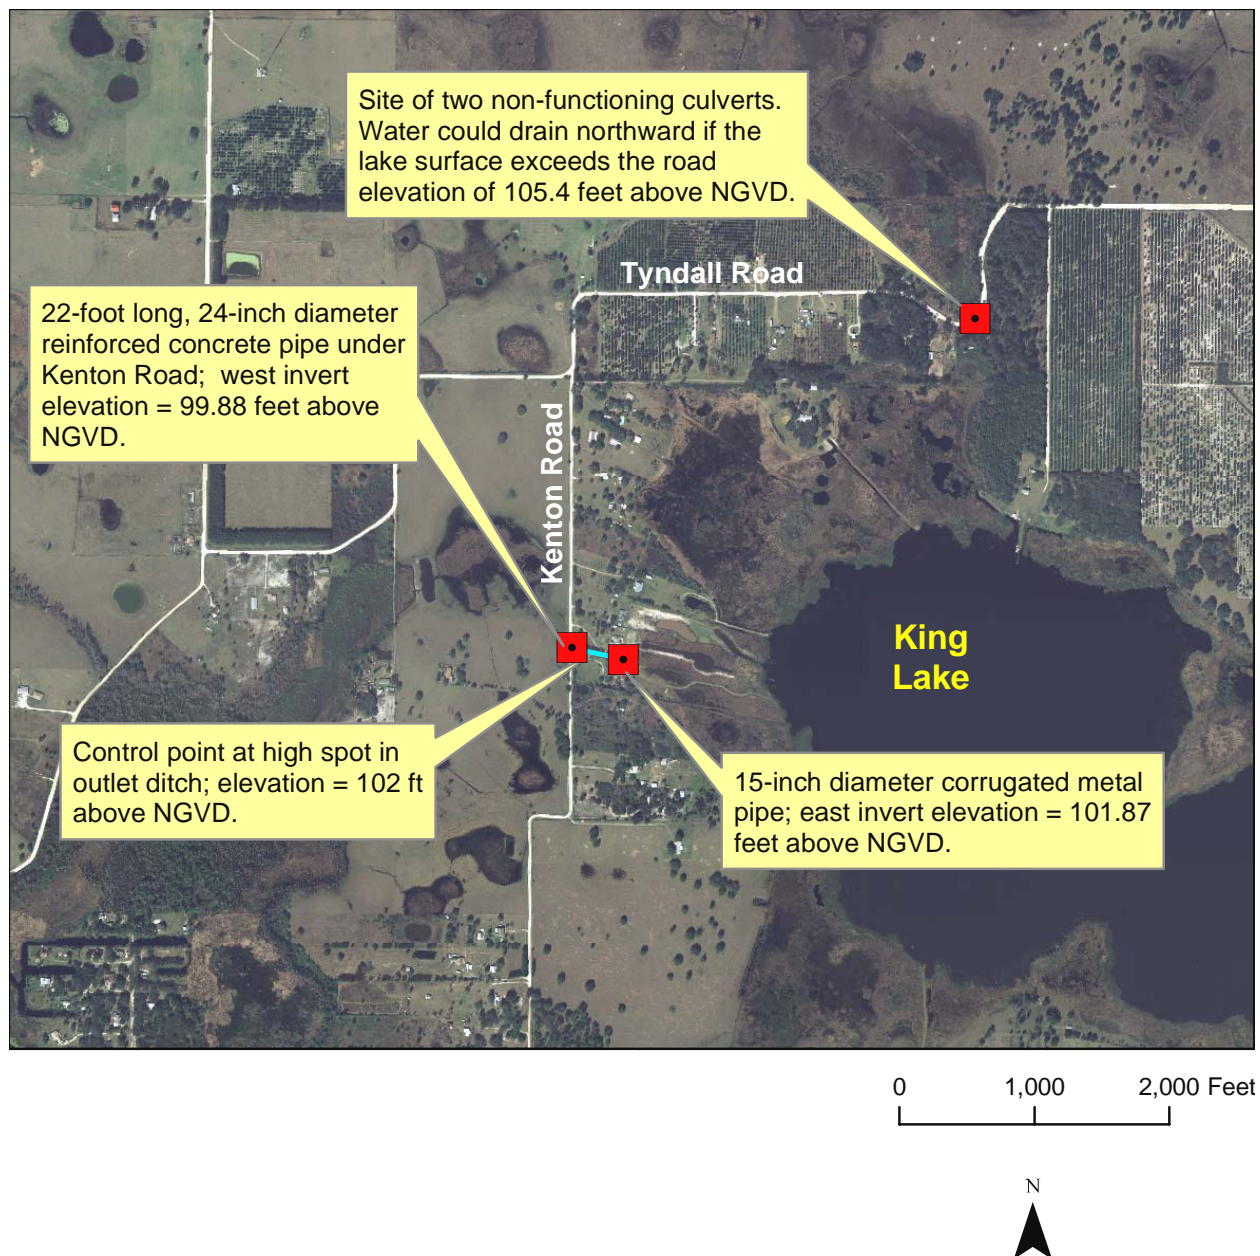 Site of two non-functioning culverts.
Water could drain northward if the
lake surface exceeds the road
elevation of 105.4 feet above NGVD.
Tyndall Road
22-foot long, 24-inch diameter
reinforced concrete pipe under
Kenton Road; west invert
elevation = 99.88 feet above
NGVD.
Kenton Road
King
Lake
Control point at high spot in
outlet ditch; elevation = 102 ft
above NGVD.
15-inch diameter corrugated metal
pipe; east invert elevation = 101.87
feet above NGVD.
0 1,000 2,000 Feet
N